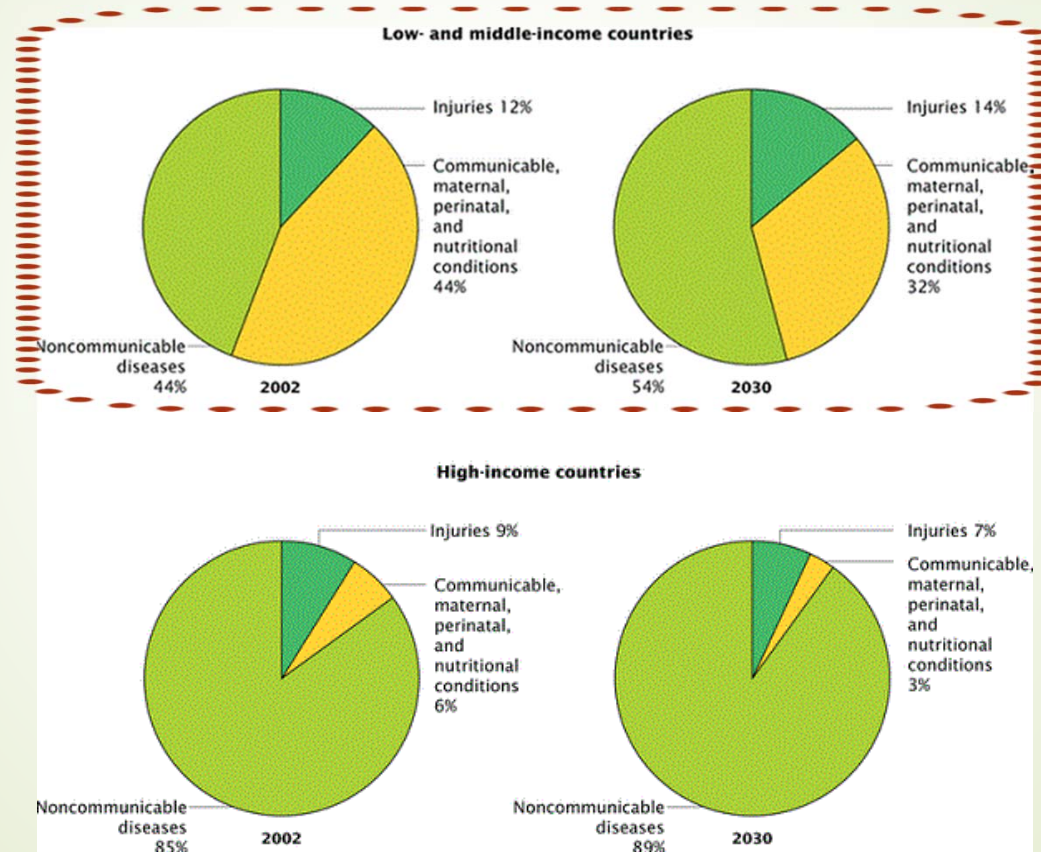 Low- and middle-income countries
Injuries 12%
Communicable,
maternal,
perinatal,
and
nutritional
conditions
44%
Noncommunicable
diseases
44%
2002
Injuries 14%
Communicable,
maternal,
perinatal,
and
nutritional
conditions
32%
Noncommunicable
diseases
54%
2030
High-income countries
Injuries 9%
Communicable,
maternal,
perinatal,
and
nutritional
conditions
6%
Noncommunicable
diseases
85%
2002
Injuries 7%
Communicable,
maternal,
perinatal,
and
nutritional
conditions
3%
Noncommunicable
diseases
89%
2030